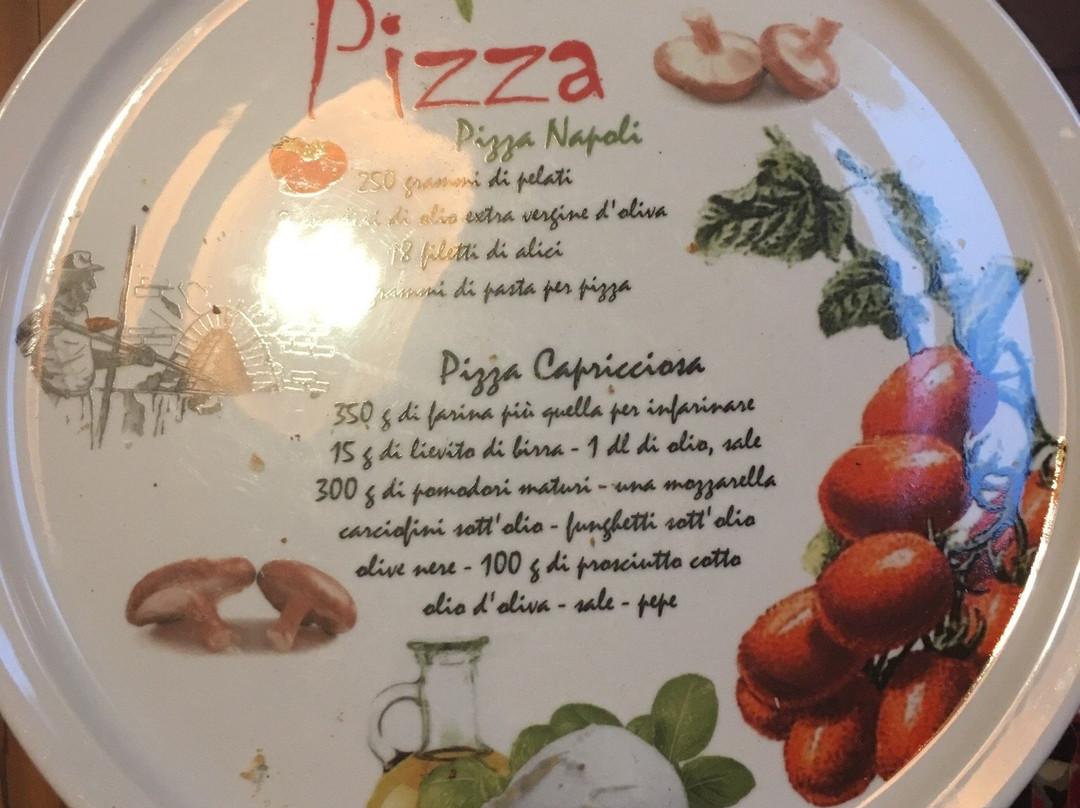 Pizza
Pizza Napoli
250 grammi di pelati
di olio extra vergine d'oliva
18 filetti di alici
grammi di pasta per pizza
Pizza Capricciosa
350 g di farina più quella per infarinare
15 g di lievito di birra - 1 dl di olio, sale
300 g di pomodori maturi - una mozzarella
carciofini sott'olio - funghetti sott'olio
olive nere - 100 g di prosciutto cotto
olio d'oliva - sale - pepe